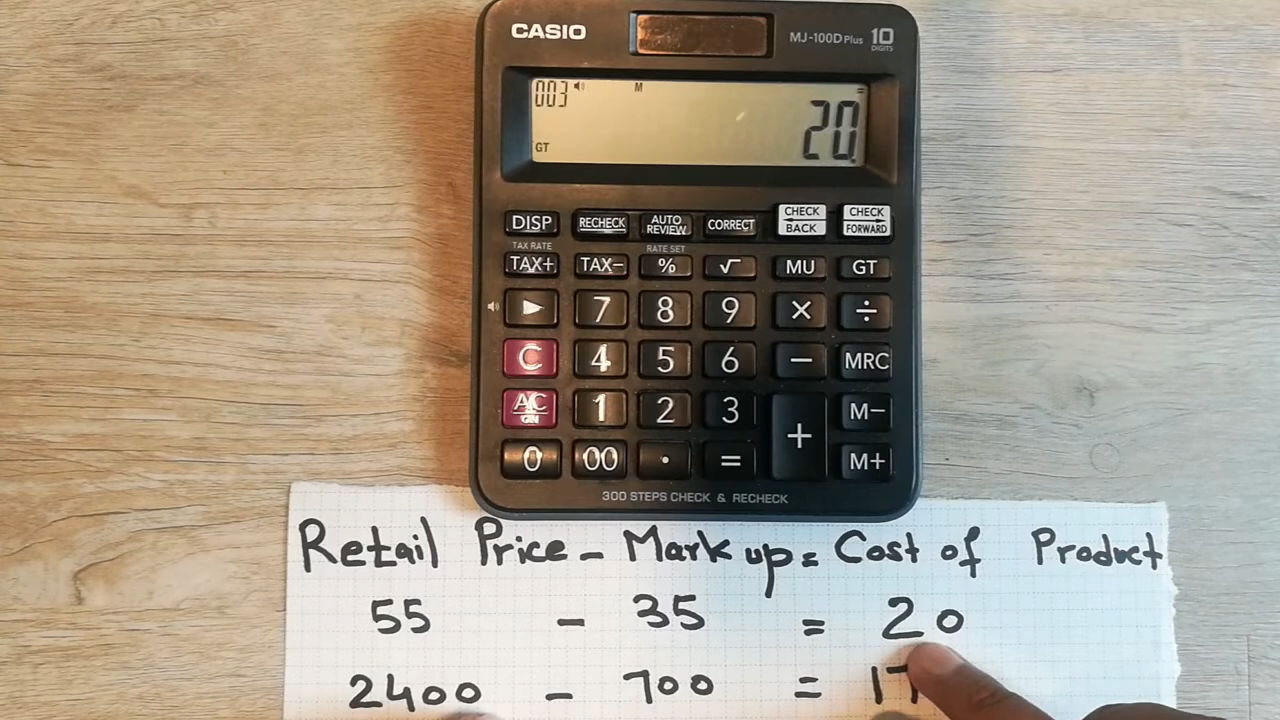 CASIO MJ-100D Plus 10 DIGITS
003 M =
20.
GT
DISP RECHECK AUTO REVIEW CORRECT CHECK BACK CHECK FORWARD
TAX RATE RATE SET
TAX+ TAX− % √ MU GT
▶ 7 8 9 × ÷
C 4 5 6 − MRC
AC ON 1 2 3 + M−
0 00 · = M+
300 STEPS CHECK & RECHECK
Retail Price - Mark up = Cost of Product
55 - 35 = 20
2400 - 700 =